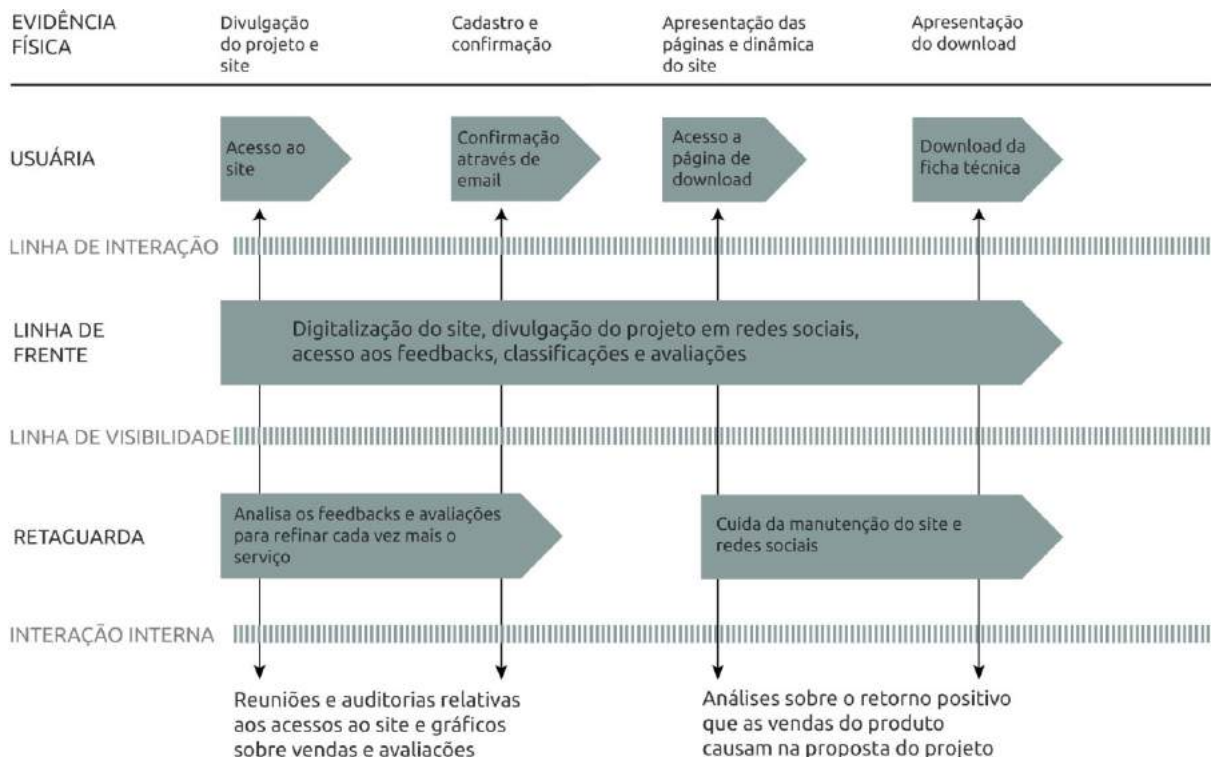 EVIDÊNCIA
FÍSICA
Divulgação
do projeto e
site
Cadastro e
confirmação
Apresentação das
páginas e dinâmica
do site
Apresentação
do download
USUÁRIA
Acesso ao
site
Confirmação
através de
email
Acesso a
página de
download
Download da
ficha técnica
LINHA DE INTERAÇÃO
LINHA DE
FRENTE
Digitalização do site, divulgação do projeto em redes sociais,
acesso aos feedbacks, classificações e avaliações
LINHA DE VISIBILIDADE
RETAGUARDA
Analisa os feedbacks e avaliações
para refinar cada vez mais o
serviço
Cuida da manutenção do site e
redes sociais
INTERAÇÃO INTERNA
Reuniões e auditorias relativas
aos acessos ao site e gráficos
sobre vendas e avaliações
Análises sobre o retorno positivo
que as vendas do produto
causam na proposta do projeto